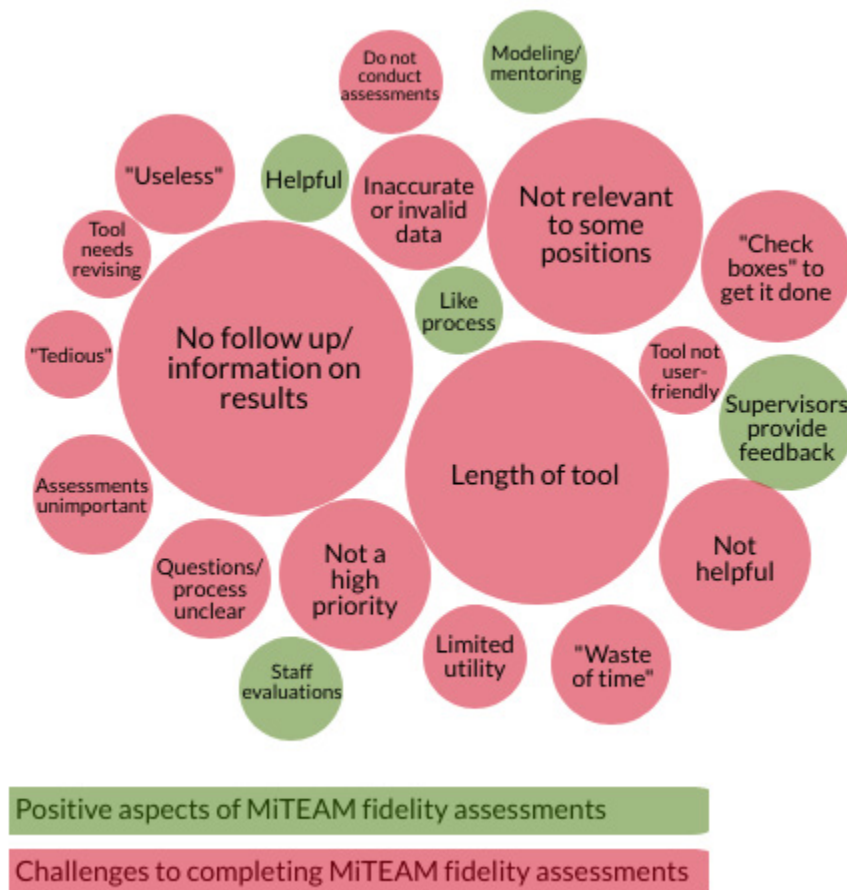 Do not
conduct
assessments
Modeling/
mentoring
"Useless"
Helpful
Inaccurate
or invalid
data
Not relevant
to some
positions
"Check
boxes" to
get it done
Tool
needs
revising
Like
process
No follow up/
information on
results
"Tedious"
Tool not
user-
friendly
Supervisors
provide
feedback
Length of tool
Assessments
unimportant
Not a
high
priority
Not
helpful
Questions/
process
unclear
Limited
utility
"Waste
of time"
Staff
evaluations
Positive aspects of MiTEAM fidelity assessments
Challenges to completing MiTEAM fidelity assessments